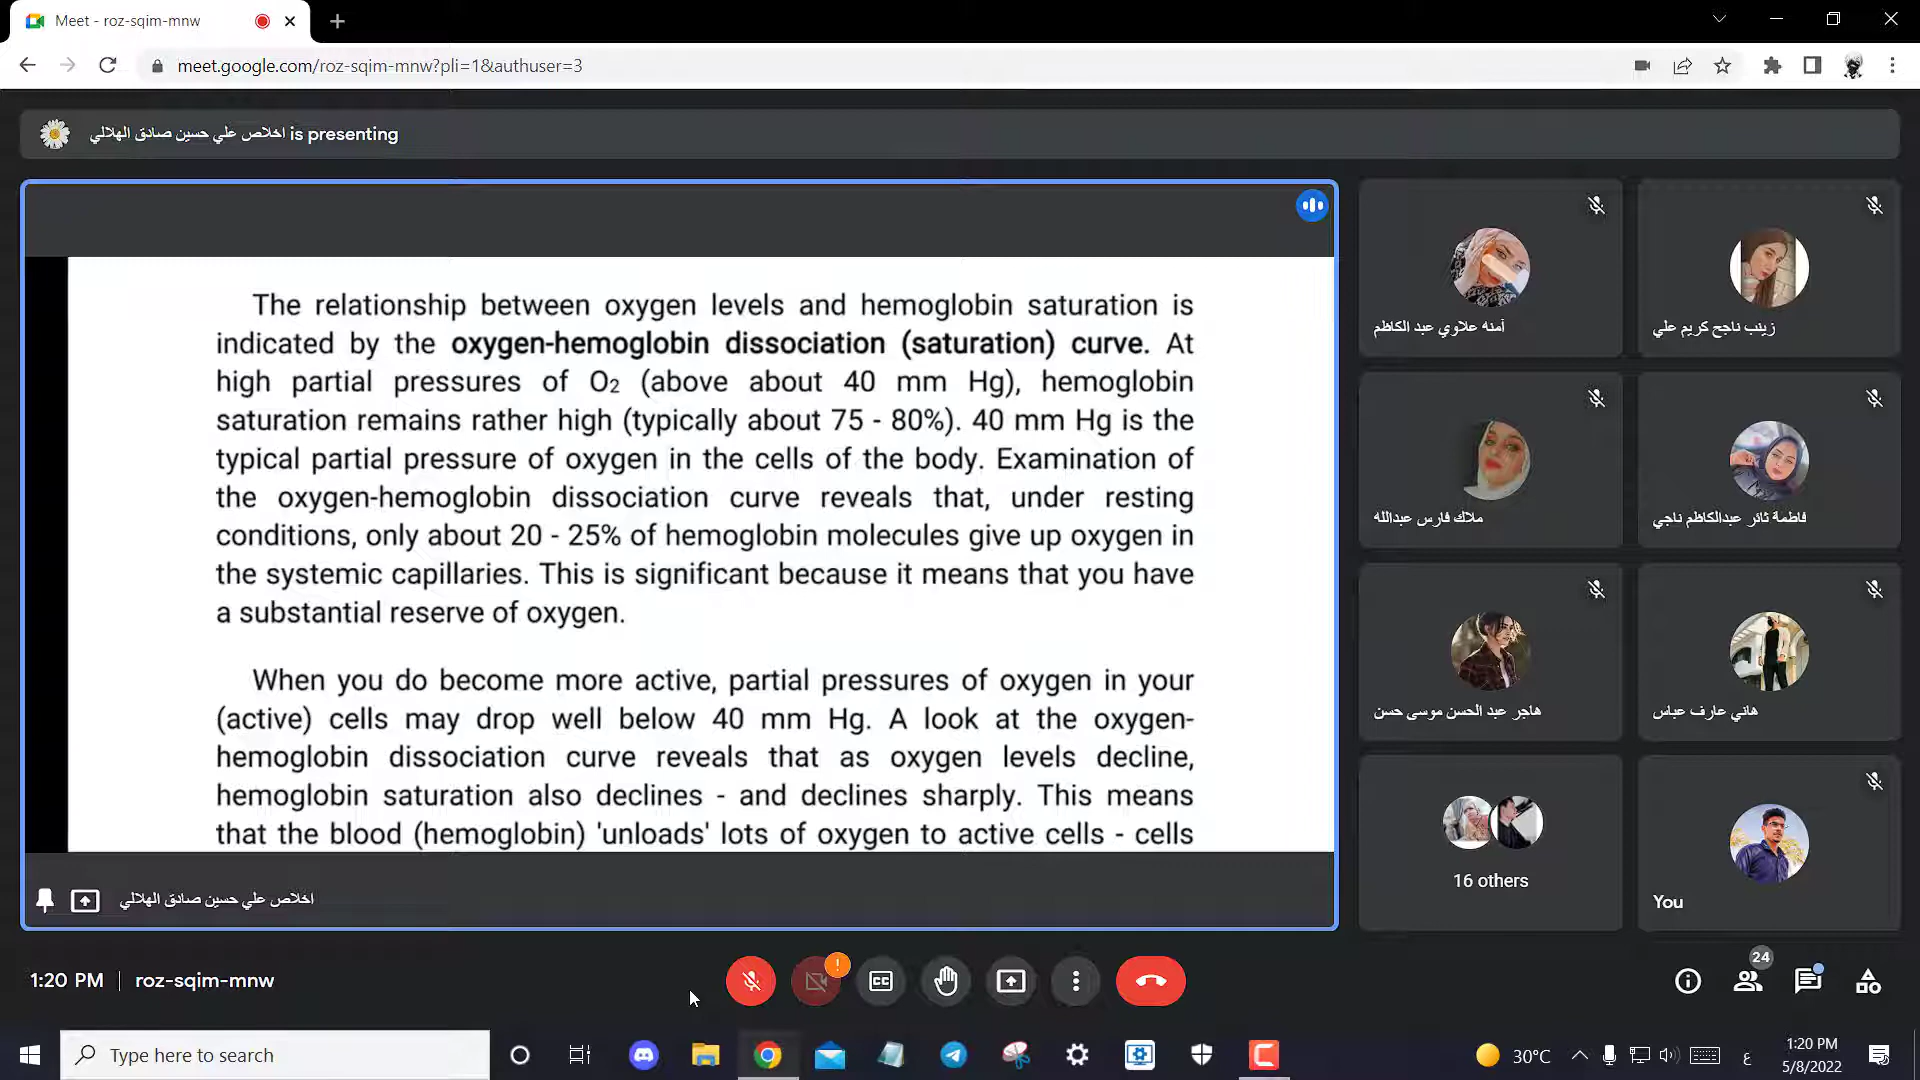 Meet - roz-sqim-mnw
meet.google.com/roz-sqim-mnw?pli=1&authuser=3
اخلاص علي حسين صادق الهلالي is presenting
The relationship between oxygen levels and hemoglobin saturation is
indicated by the oxygen-hemoglobin dissociation (saturation) curve. At
high partial pressures of O2 (above about 40 mm Hg), hemoglobin
saturation remains rather high (typically about 75 - 80%). 40 mm Hg is the
typical partial pressure of oxygen in the cells of the body. Examination of
the oxygen-hemoglobin dissociation curve reveals that, under resting
conditions, only about 20 - 25% of hemoglobin molecules give up oxygen in
the systemic capillaries. This is significant because it means that you have
a substantial reserve of oxygen.
When you do become more active, partial pressures of oxygen in your
(active) cells may drop well below 40 mm Hg. A look at the oxygen-
hemoglobin dissociation curve reveals that as oxygen levels decline,
hemoglobin saturation also declines - and declines sharply. This means
that the blood (hemoglobin) 'unloads' lots of oxygen to active cells - cells
اخلاص علي حسين صادق الهلالي
آمنه علاوي عبد الكاظم
زينب ناجح كريم علي
ملاك فارس عبدالله
فاطمة ثائر عبدالكاظم ناجي
هاجر عبد الحسن موسى حسن
هاني عارف عباس
16 others
You
1:20 PM | roz-sqim-mnw
!
CC
24
Type here to search
30°C
ع
1:20 PM
5/8/2022